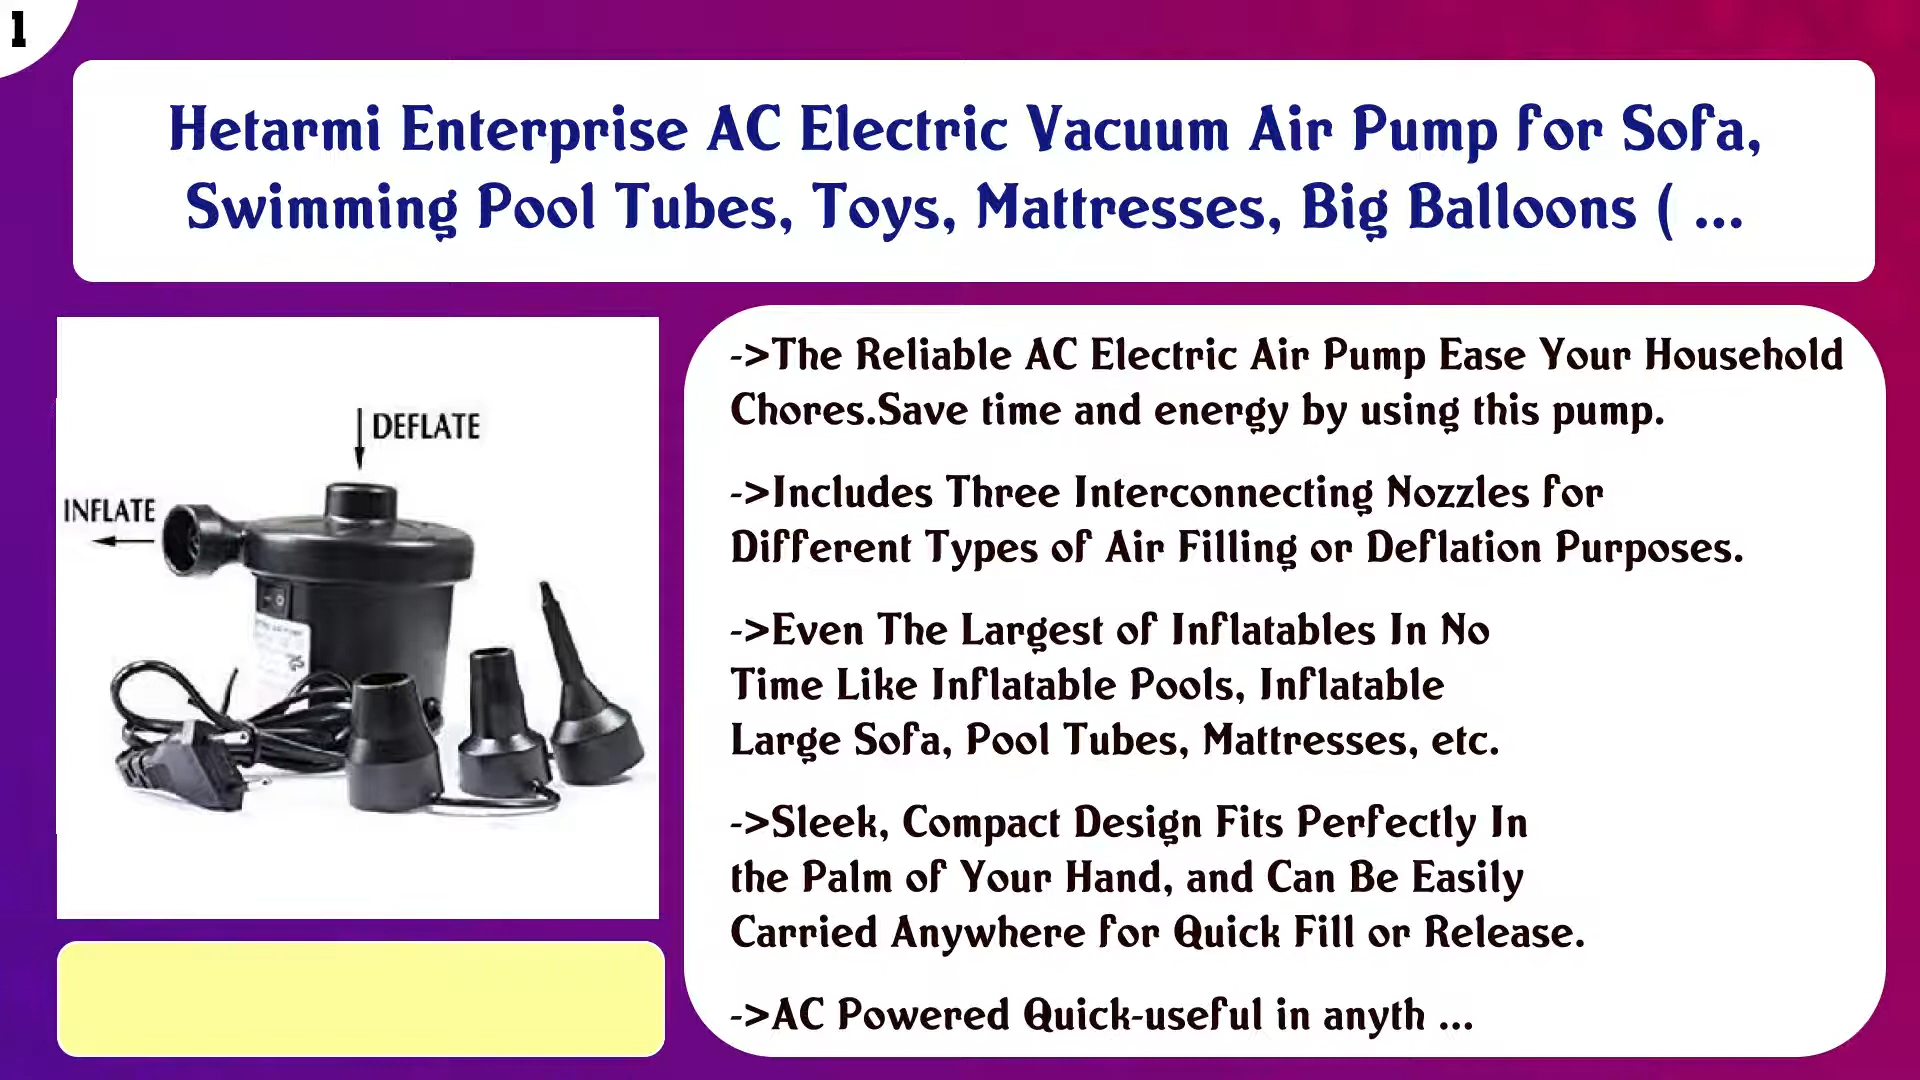 1
Hetarmi Enterprise AC Electric Vacuum Air Pump for Sofa,
Swimming Pool Tubes, Toys, Mattresses, Big Balloons ( ...
DEFLATE
INFLATE
->The Reliable AC Electric Air Pump Ease Your Household
Chores.Save time and energy by using this pump.
->Includes Three Interconnecting Nozzles for
Different Types of Air Filling or Deflation Purposes.
->Even The Largest of Inflatables In No
Time Like Inflatable Pools, Inflatable
Large Sofa, Pool Tubes, Mattresses, etc.
->Sleek, Compact Design Fits Perfectly In
the Palm of Your Hand, and Can Be Easily
Carried Anywhere for Quick Fill or Release.
->AC Powered Quick-useful in anyth ...